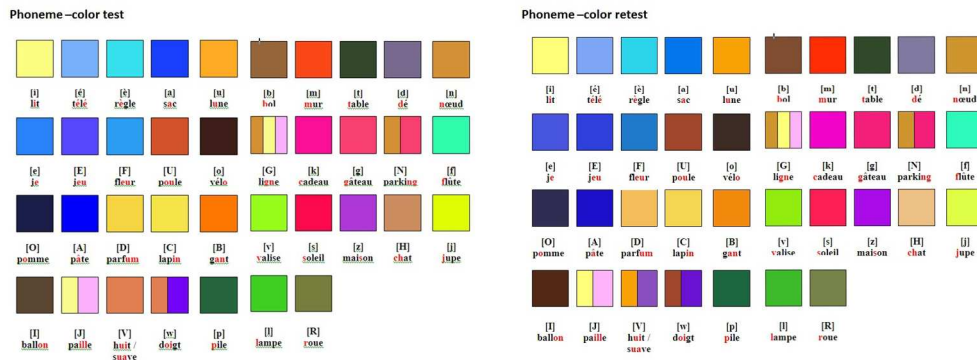 Phoneme –color test
[i] [é] [è] [a] [u] [b] [m] [t] [d] [n]
lit télé règle sac lune bol mur table dé nœud
[e] [E] [F] [U] [o] [G] [k] [g] [N] [f]
je jeu fleur poule vélo ligne cadeau gâteau parking flûte
[O] [A] [D] [C] [B] [v] [s] [z] [H] [j]
pomme pâte parfum lapin gant valise soleil maison chat jupe
[I] [J] [V] [w] [p] [l] [R]
ballon paille huit / doigt pile lampe roue
suave
Phoneme –color retest
[i] [é] [è] [a] [u] [b] [m] [t] [d] [n]
lit télé règle sac lune bol mur table dé nœud
[e] [E] [F] [U] [o] [G] [k] [g] [N] [f]
je jeu fleur poule vélo ligne cadeau gâteau parking flûte
[O] [A] [D] [C] [B] [v] [s] [z] [H] [j]
pomme pâte parfum lapin gant valise soleil maison chat jupe
[I] [J] [V] [w] [p] [l] [R]
ballon paille huit / doigt pile lampe roue
suave